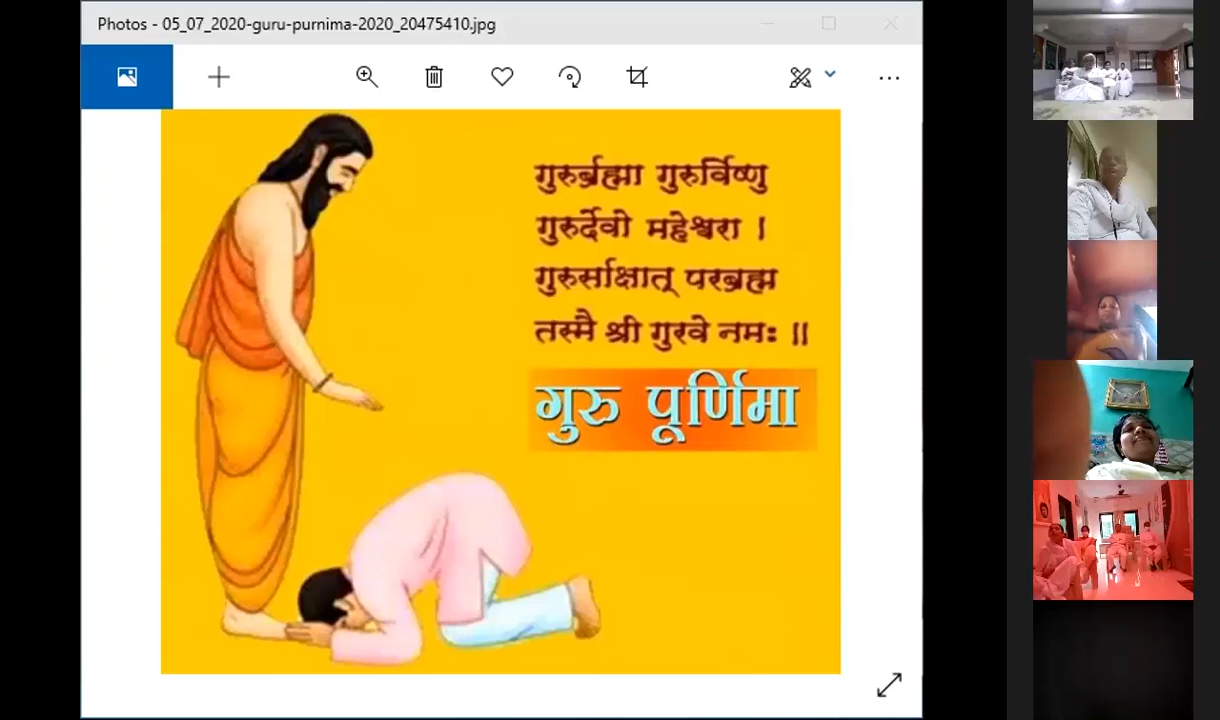 Photos - 05_07_2020-guru-purnima-2020_20475410.jpg
गुरुर्ब्रह्मा गुरुर्विष्णु
गुरुर्देवो महेश्वरा ।
गुरुर्साक्षात् परब्रह्म
तस्मै श्री गुरवे नमः ॥
गुरु पूर्णिमा